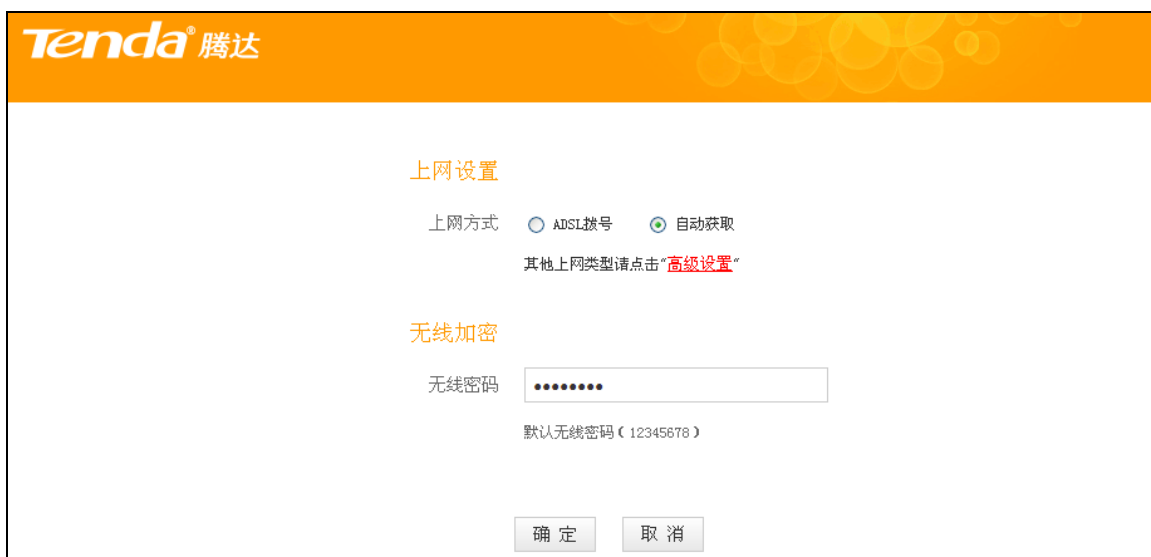 Tenda® 腾达
上网设置
上网方式 ADSL拨号 自动获取
其他上网类型请点击"高级设置"
无线加密
无线密码 ••••••••
默认无线密码(12345678)
确 定 取 消